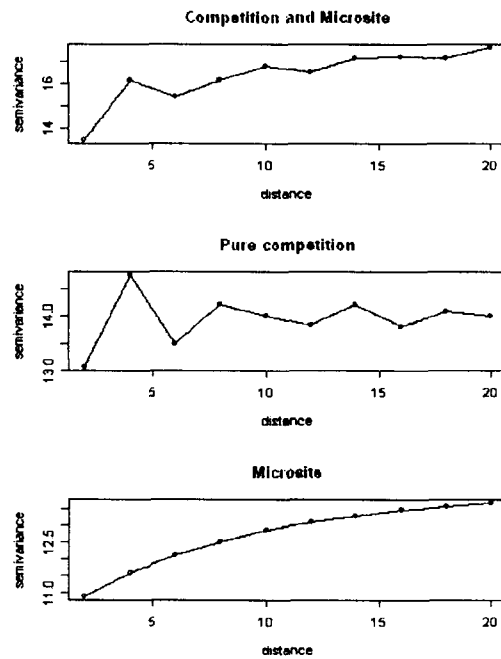 Competition and Microsite
semivariance
16
14
5 10 15 20
distance
Pure competition
semivariance
14.0
13.0
5 10 15 20
distance
Microsite
semivariance
12.5
11.0
5 10 15 20
distance